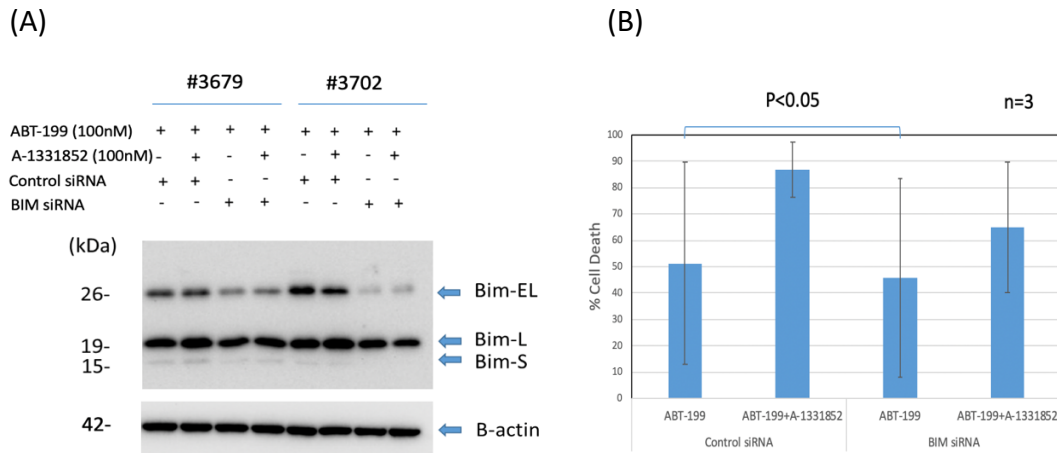 (A)
#3679 #3702
ABT-199 (100nM) + + + + + + + +
A-1331852 (100nM) - + - + - + - +
Control siRNA + + - - + + - -
BIM siRNA - - + + - - + +
(kDa)
26- Bim-EL
19- Bim-L
15- Bim-S
42- B-actin
(B)
P<0.05 n=3
100
90
80
70
60
50
40
30
20
10
0
% Cell Death
ABT-199 ABT-199+A-1331852 ABT-199 ABT-199+A-1331852
Control siRNA BIM siRNA